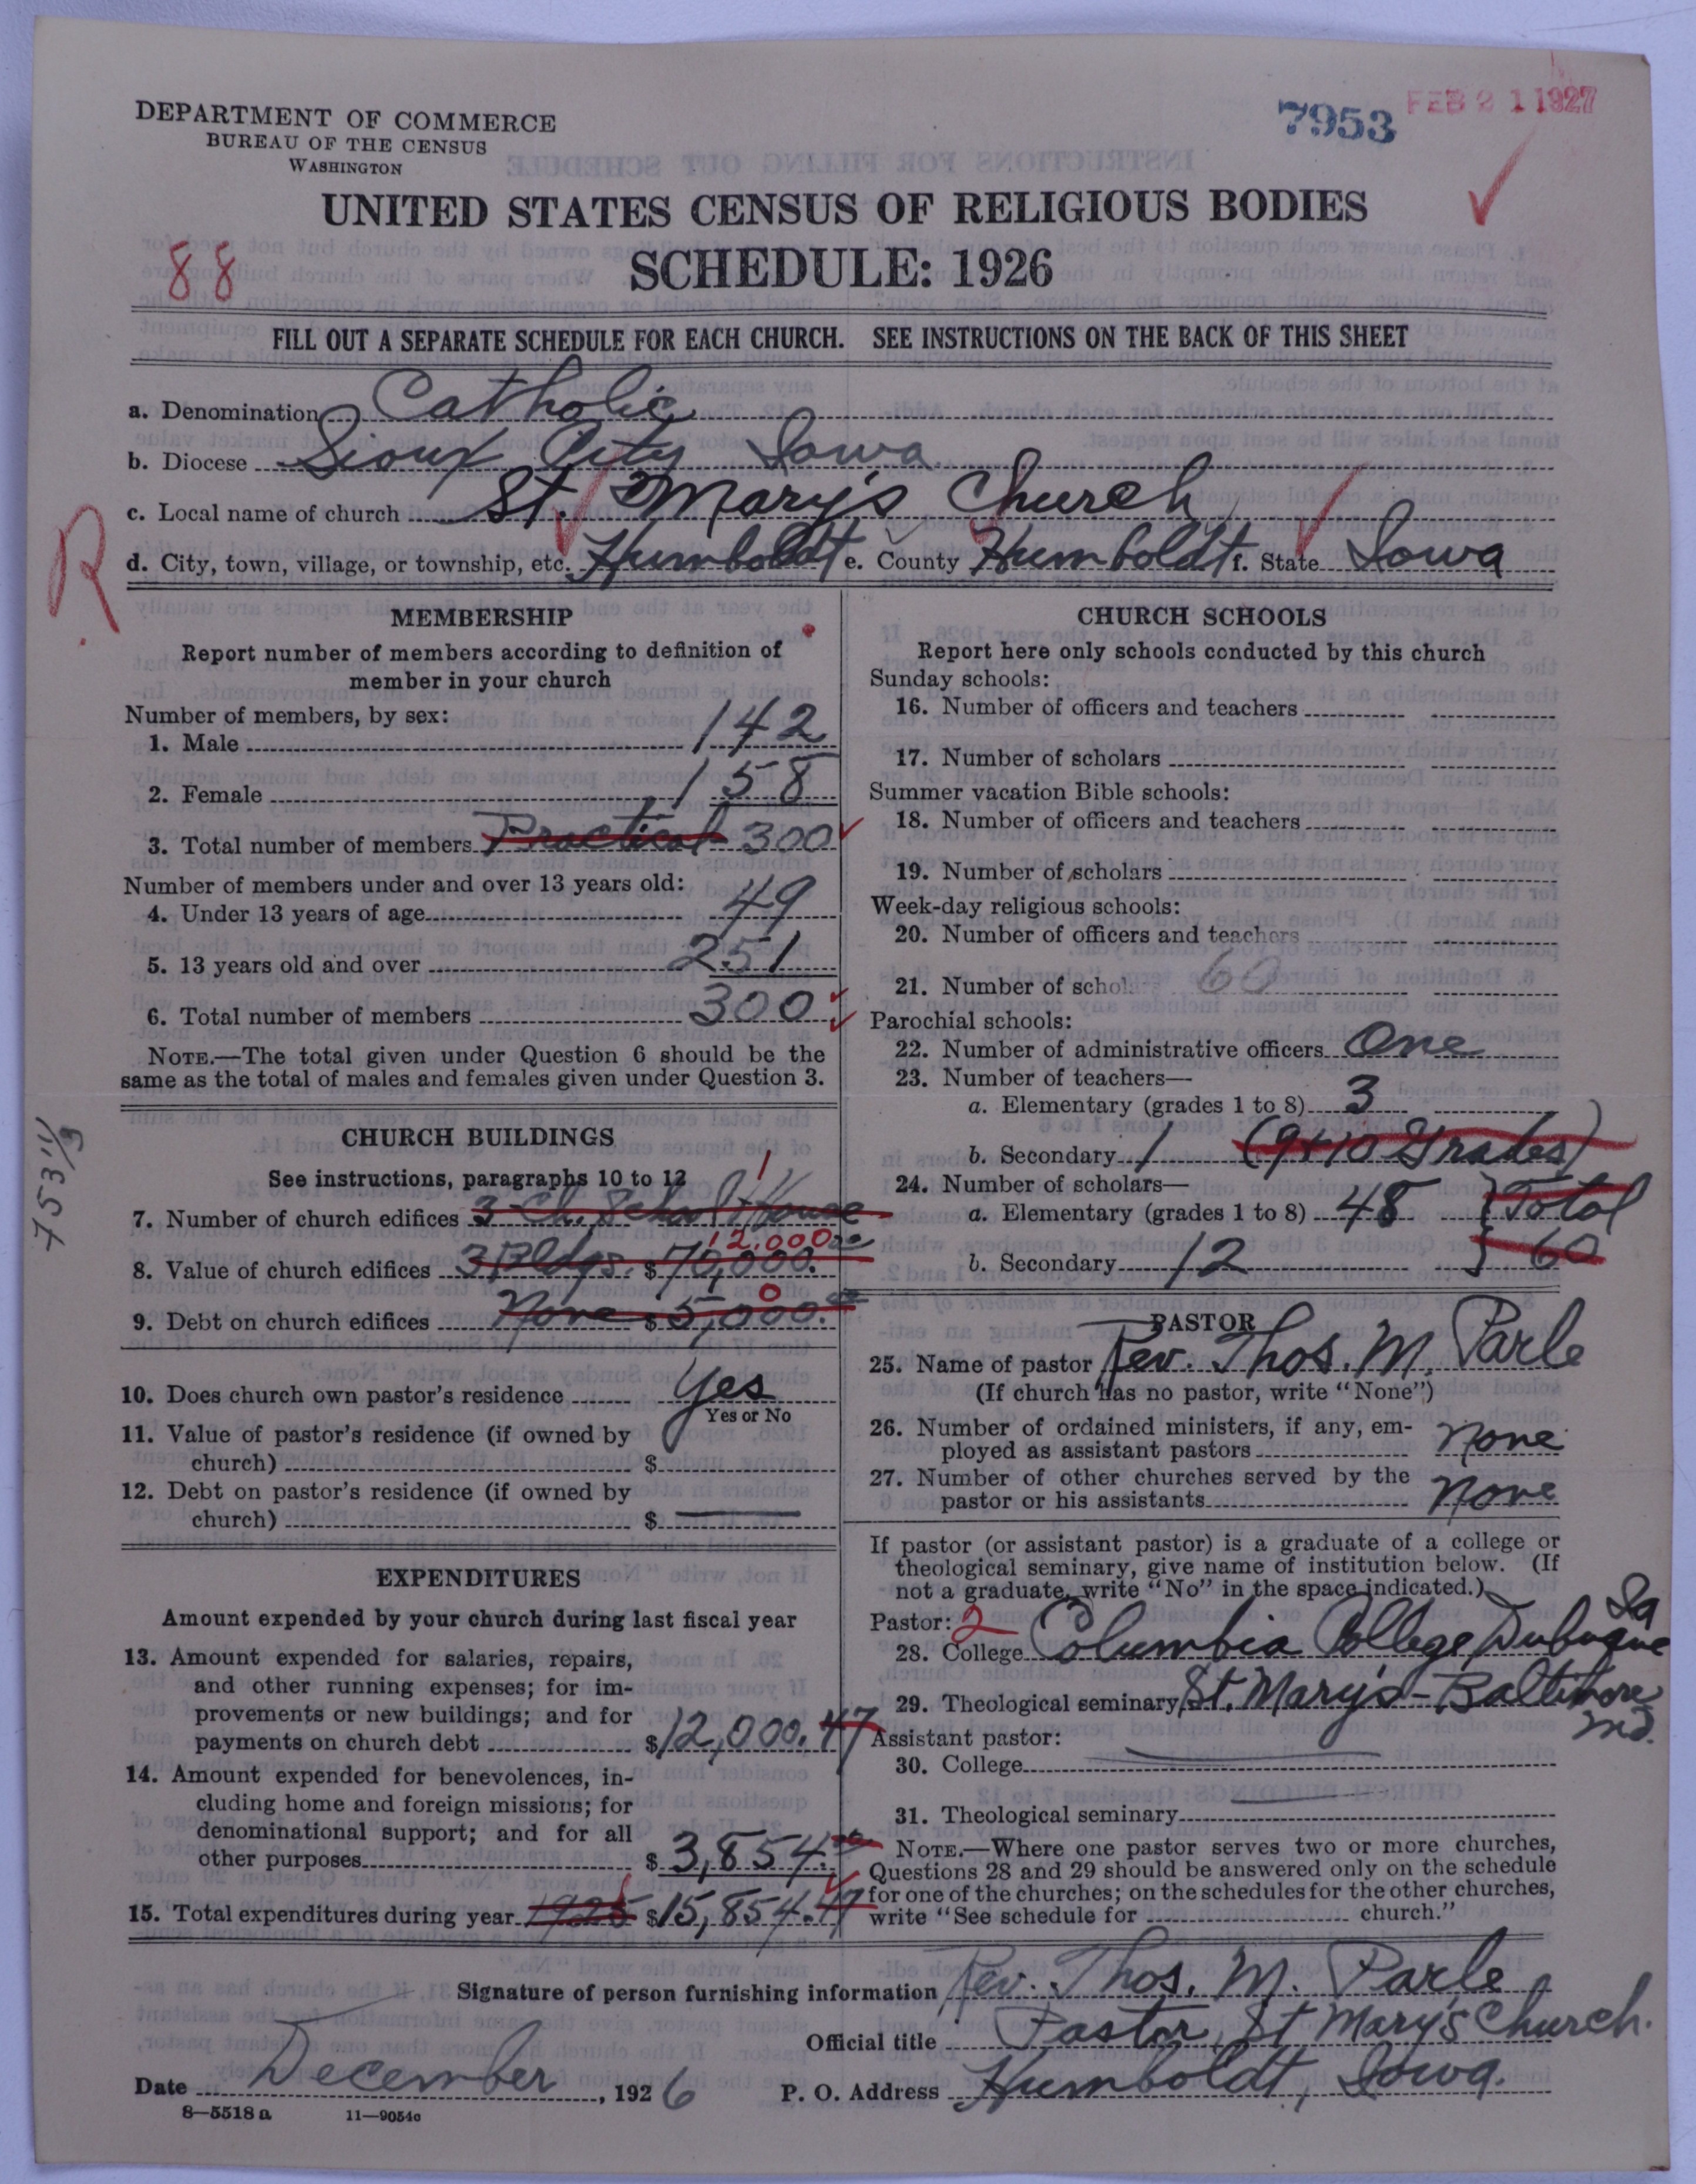 DEPARTMENT OF COMMERCE
BUREAU OF THE CENSUS
WASHINGTON
7953 FEB 21 1927
UNITED STATES CENSUS OF RELIGIOUS BODIES
88 SCHEDULE: 1926
FILL OUT A SEPARATE SCHEDULE FOR EACH CHURCH. SEE INSTRUCTIONS ON THE BACK OF THIS SHEET
a. Denomination Catholic
b. Diocese Sioux City Iowa
c. Local name of church St. Mary's Church
R
d. City, town, village, or township, etc. Humboldt e. County Humboldt f. State Iowa
MEMBERSHIP
Report number of members according to definition of
member in your church
Number of members, by sex:
1. Male 142
2. Female 158
3. Total number of members Practical 300
Number of members under and over 13 years old:
4. Under 13 years of age 49
5. 13 years old and over 251
6. Total number of members 300
NOTE.—The total given under Question 6 should be the
same as the total of males and females given under Question 3.
CHURCH BUILDINGS
See instructions, paragraphs 10 to 12
1
7. Number of church edifices 3 Ch. School & House
12.000
8. Value of church edifices 3 Bldgs. $ 70,000.
0
9. Debt on church edifices None $ 5,000.
10. Does church own pastor's residence Yes
Yes or No
11. Value of pastor's residence (if owned by
church) $
12. Debt on pastor's residence (if owned by
church) $
EXPENDITURES
Amount expended by your church during last fiscal year
13. Amount expended for salaries, repairs,
and other running expenses; for im-
provements or new buildings; and for
payments on church debt $12,000.47
14. Amount expended for benevolences, in-
cluding home and foreign missions; for
denominational support; and for all
other purposes $ 3,854.00
15. Total expenditures during year 1925 $15,854.47
CHURCH SCHOOLS
Report here only schools conducted by this church
Sunday schools:
16. Number of officers and teachers
17. Number of scholars
Summer vacation Bible schools:
18. Number of officers and teachers
19. Number of scholars
Week-day religious schools:
20. Number of officers and teachers
21. Number of scholars 60
Parochial schools:
22. Number of administrative officers One
23. Number of teachers—
a. Elementary (grades 1 to 8) 3
b. Secondary 1 (9+10 Grades)
24. Number of scholars—
a. Elementary (grades 1 to 8) 48 } Total
b. Secondary 12 } 60
PASTOR
25. Name of pastor Rev. Thos. M. Parle
(If church has no pastor, write "None")
26. Number of ordained ministers, if any, em-
ployed as assistant pastors None
27. Number of other churches served by the
pastor or his assistants None
If pastor (or assistant pastor) is a graduate of a college or
theological seminary, give name of institution below. (If
not a graduate, write "No" in the space indicated.)
Pastor: 2
28. College Columbia College, Dubuque Ia
29. Theological seminary St. Mary's - Baltimore Md.
Assistant pastor:
30. College
31. Theological seminary
NOTE.—Where one pastor serves two or more churches,
Questions 28 and 29 should be answered only on the schedule
for one of the churches; on the schedules for the other churches,
write "See schedule for church."
Signature of person furnishing information Rev. Thos. M. Parle
Official title Pastor, St Mary's Church.
Date December, 1926 P. O. Address Humboldt, Iowa.
8—5518 a 11—9054c